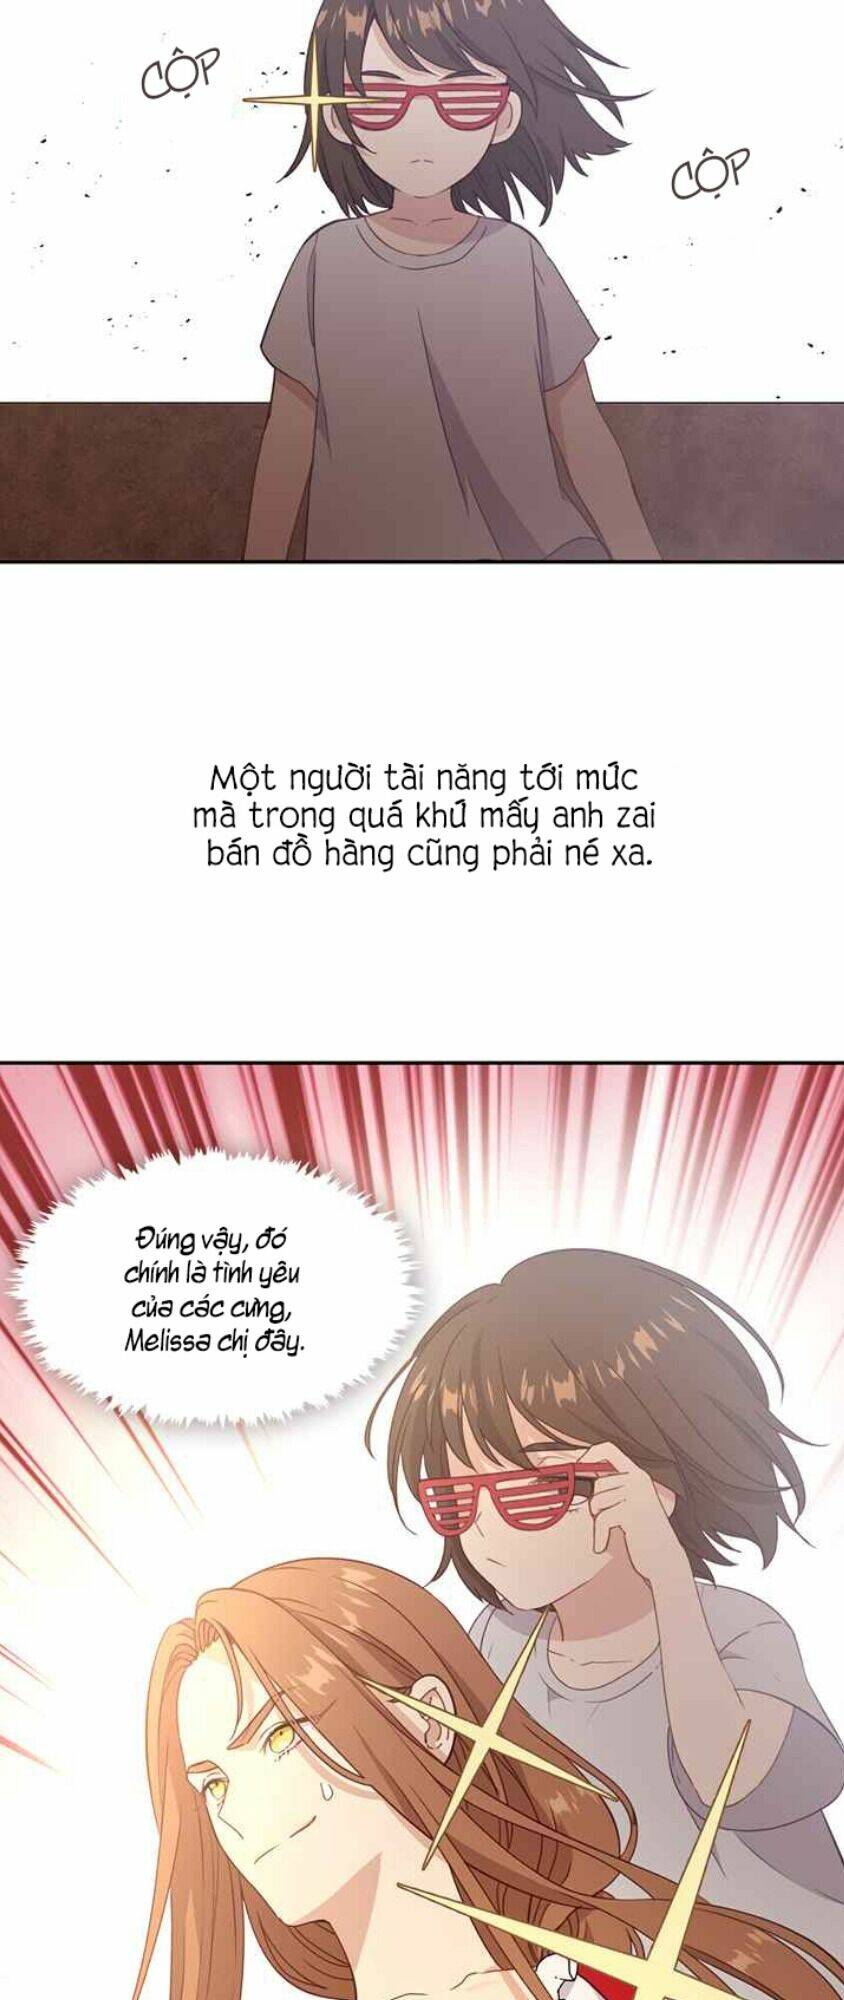 CỘP
CỘP
Một người tài năng tới mức
mà trong quá khứ mấy anh zai
bán đồ hàng cũng phải né xa.
Đúng vậy, đó
chính là tình yêu
của các cưng,
Melissa chị đây.